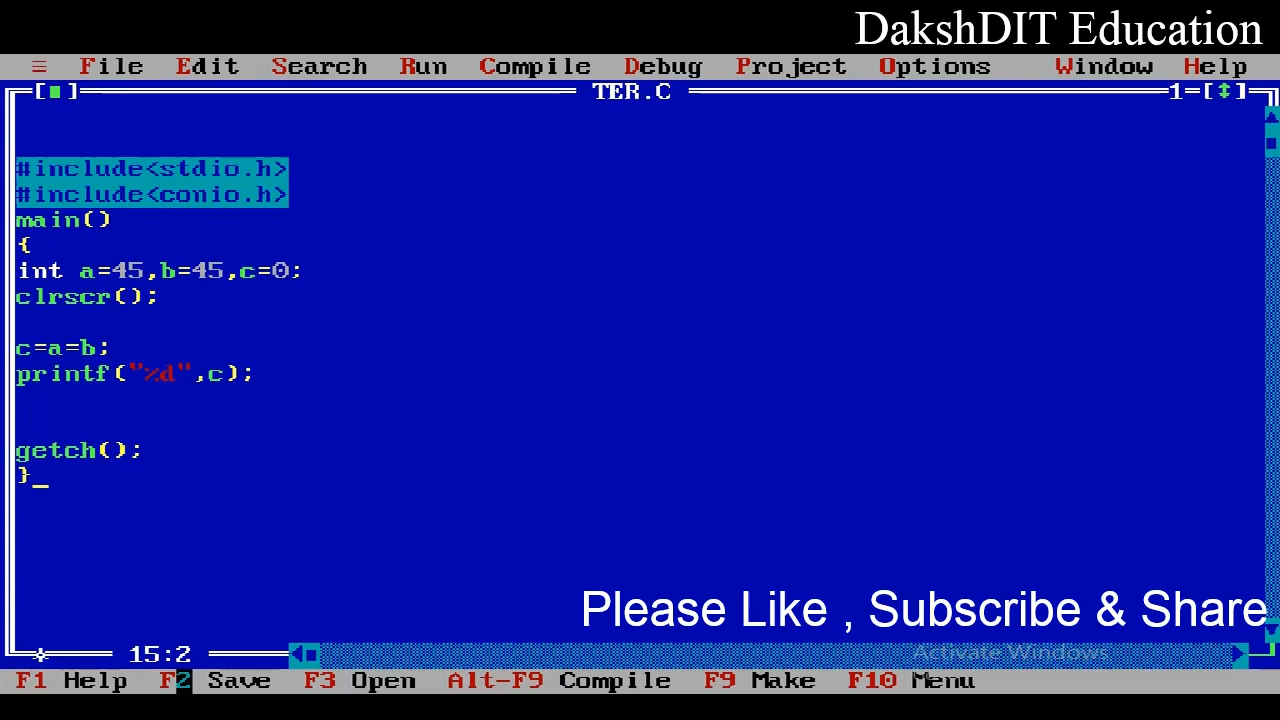 DakshDIT Education
≡ File Edit Search Run Compile Debug Project Options Window Help
[■] TER.C 1=[↕]
#include<stdio.h>
#include<conio.h>
main()
{
int a=45,b=45,c=0;
clrscr();
c=a=b;
printf("%d",c);
getch();
}_
Please Like , Subscribe & Share
15:2
Activate Windows
F1 Help F2 Save F3 Open Alt-F9 Compile F9 Make F10 Menu